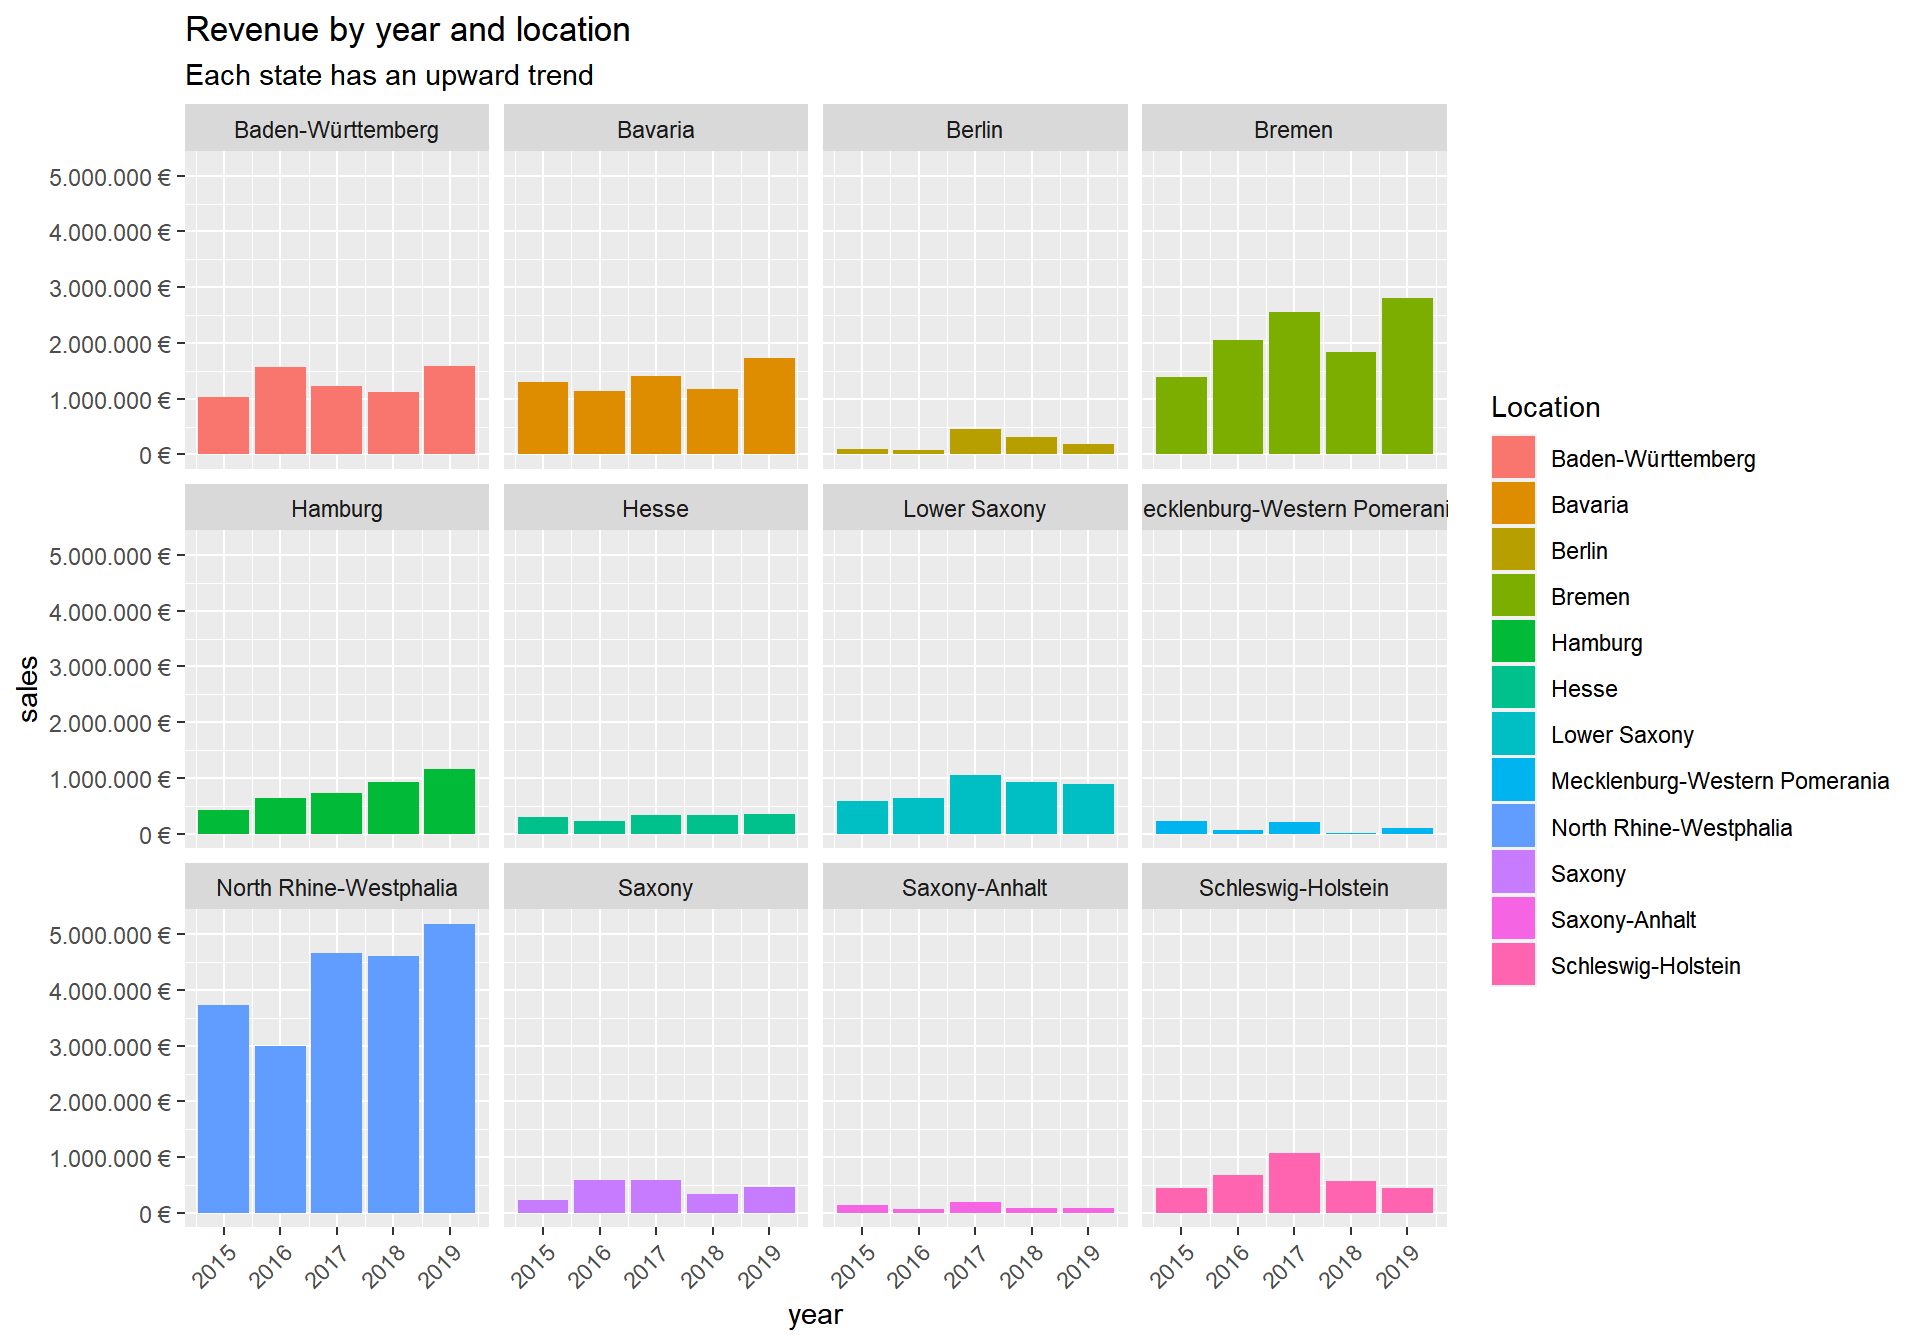 Revenue by year and location
Each state has an upward trend
Baden-Württemberg
Bavaria
Berlin
Bremen
5.000.000 €
4.000.000 €
3.000.000 €
2.000.000 €
1.000.000 €
0 €
Hamburg
Hesse
Lower Saxony
ecklenburg-Western Pomerani
5.000.000 €
4.000.000 €
3.000.000 €
2.000.000 €
1.000.000 €
0 €
North Rhine-Westphalia
Saxony
Saxony-Anhalt
Schleswig-Holstein
5.000.000 €
4.000.000 €
3.000.000 €
2.000.000 €
1.000.000 €
0 €
2015 2016 2017 2018 2019
2015 2016 2017 2018 2019
2015 2016 2017 2018 2019
2015 2016 2017 2018 2019
year
sales
Location
Baden-Württemberg
Bavaria
Berlin
Bremen
Hamburg
Hesse
Lower Saxony
Mecklenburg-Western Pomerania
North Rhine-Westphalia
Saxony
Saxony-Anhalt
Schleswig-Holstein